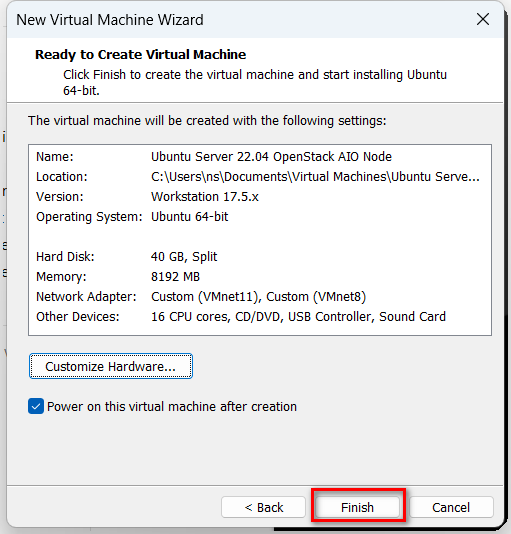 New Virtual Machine Wizard
Ready to Create Virtual Machine
Click Finish to create the virtual machine and start installing Ubuntu
64-bit.
The virtual machine will be created with the following settings:
Name: Ubuntu Server 22.04 OpenStack AIO Node
Location: C:\Users\ns\Documents\Virtual Machines\Ubuntu Serve...
Version: Workstation 17.5.x
Operating System: Ubuntu 64-bit
Hard Disk: 40 GB, Split
Memory: 8192 MB
Network Adapter: Custom (VMnet11), Custom (VMnet8)
Other Devices: 16 CPU cores, CD/DVD, USB Controller, Sound Card
Customize Hardware...
Power on this virtual machine after creation
< Back Finish Cancel